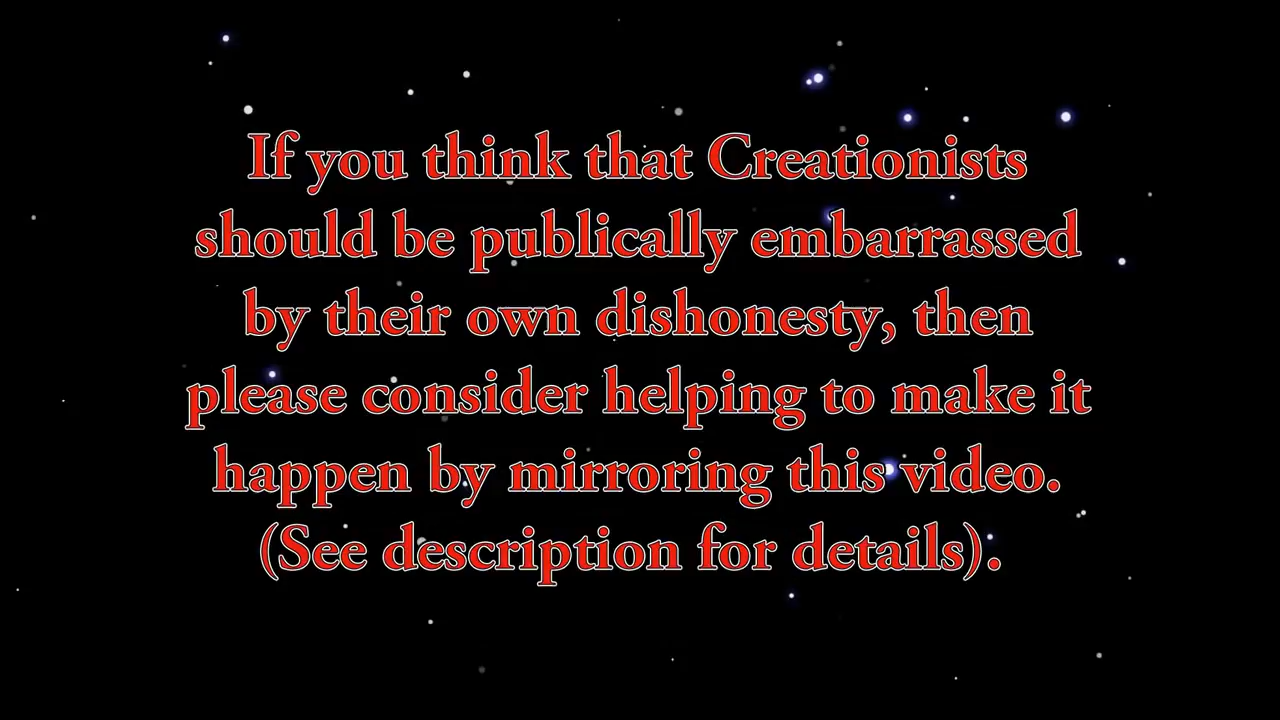 If you think that Creationists
should be publically embarrassed
by their own dishonesty, then
please consider helping to make it
happen by mirroring this video.
(See description for details).